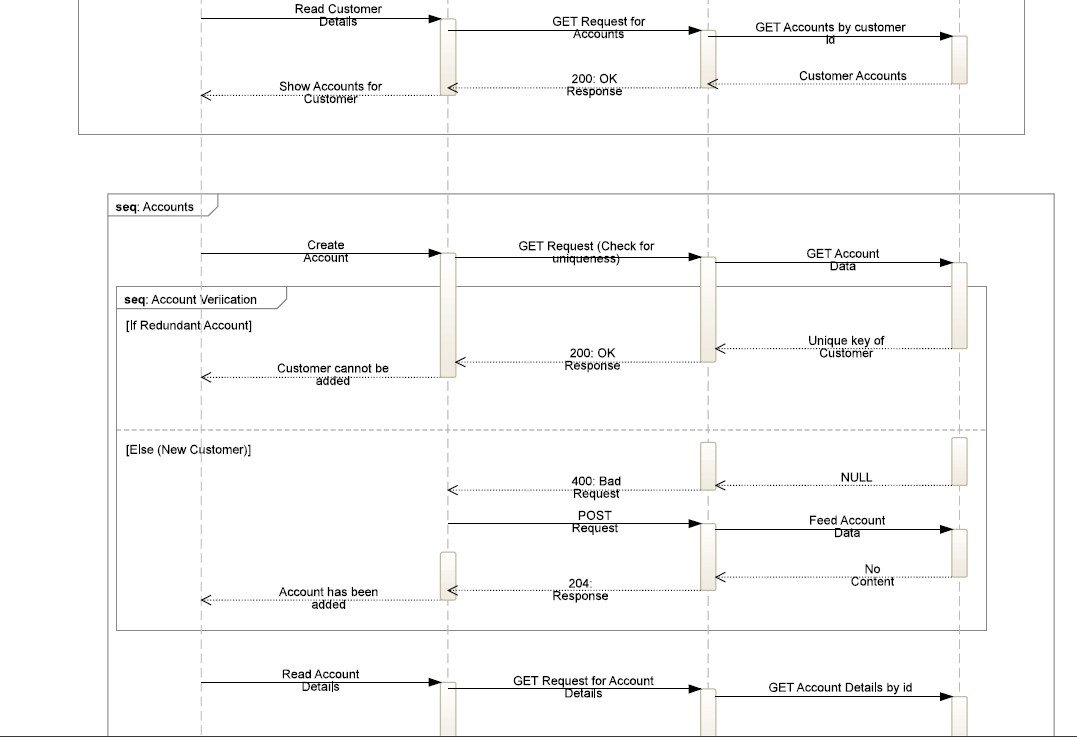 Read Customer
Details
GET Request for
Accounts
GET Accounts by customer
id
Customer Accounts
200: OK
Response
Show Accounts for
Customer
seq: Accounts
Create
Account
GET Request (Check for
uniqueness)
GET Account
Data
seq: Account Veriication
[If Redundant Account]
Unique key of
Customer
200: OK
Response
Customer cannot be
added
[Else (New Customer)]
NULL
400: Bad
Request
POST
Request
Feed Account
Data
No
Content
204:
Response
Account has been
added
Read Account
Details
GET Request for Account
Details
GET Account Details by id